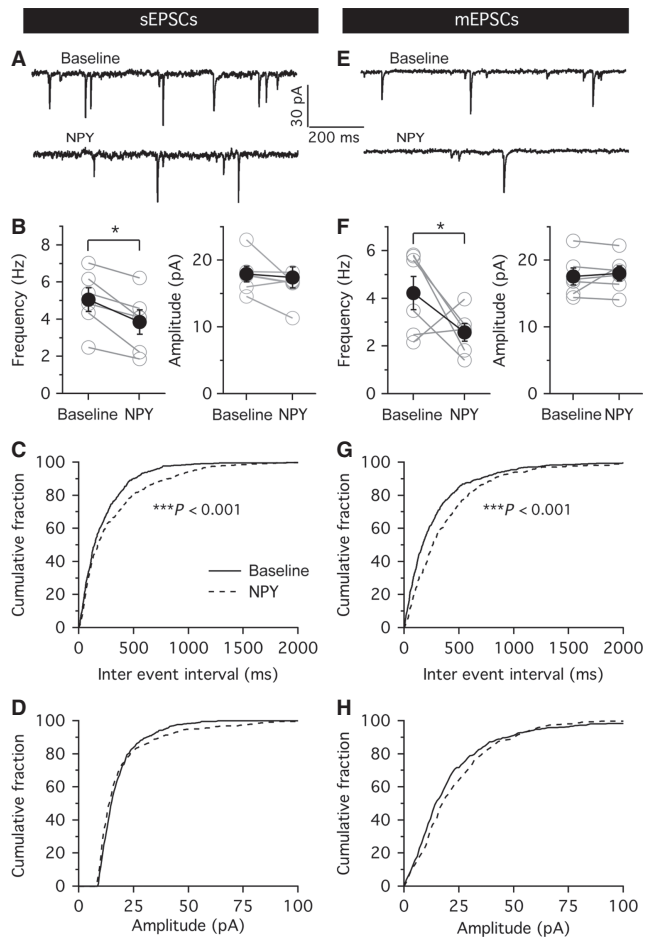 sEPSCs
mEPSCs
A
Baseline
30 pA
200 ms
NPY
E
Baseline
NPY
B
Frequency (Hz)
8
6
4
2
0
*
Baseline NPY
Amplitude (pA)
20
10
0
Baseline NPY
F
Frequency (Hz)
6
4
2
0
*
Baseline NPY
Amplitude (pA)
20
10
0
Baseline NPY
C
Cumulative fraction
100
80
60
40
20
0
***P < 0.001
Baseline
NPY
0 500 1000 1500 2000
Inter event interval (ms)
G
Cumulative fraction
100
80
60
40
20
0
***P < 0.001
0 500 1000 1500 2000
Inter event interval (ms)
D
Cumulative fraction
100
80
60
40
20
0
0 25 50 75 100
Amplitude (pA)
H
Cumulative fraction
100
80
60
40
20
0
0 25 50 75 100
Amplitude (pA)